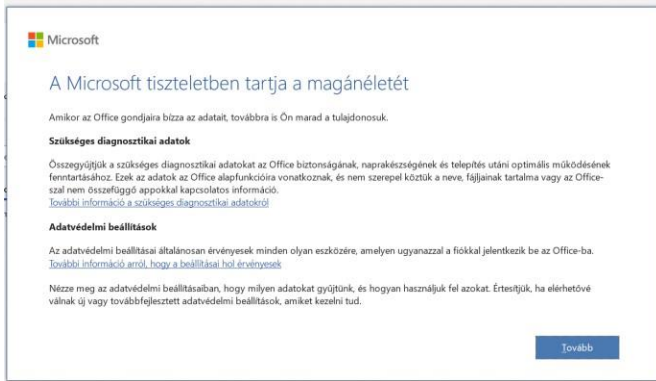 Microsoft
A Microsoft tiszteletben tartja a magánéletét
Amikor az Office gondjaira bízza az adatait, továbbra is Ön marad a tulajdonosuk.
Szükséges diagnosztikai adatok
Összegyűjtjük a szükséges diagnosztikai adatokat az Office biztonságának, naprakészségének és telepítés utáni optimális működésének
fenntartásához. Ezek az adatok az Office alapfunkcióira vonatkoznak, és nem szerepel köztük a neve, fájljainak tartalma vagy az Office-
szal nem összefüggő appokkal kapcsolatos információ.
További információ a szükséges diagnosztikai adatokról
Adatvédelmi beállítások
Az adatvédelmi beállításai általánosan érvényesek minden olyan eszközére, amelyen ugyanazzal a fiókkal jelentkezik be az Office-ba.
További információ arról, hogy a beállításai hol érvényesek
Nézze meg az adatvédelmi beállításaiban, hogy milyen adatokat gyűjtünk, és hogyan használjuk fel azokat. Értesítjük, ha elérhetővé
válnak új vagy továbbfejlesztett adatvédelmi beállítások, amiket kezelni tud.
Tovább